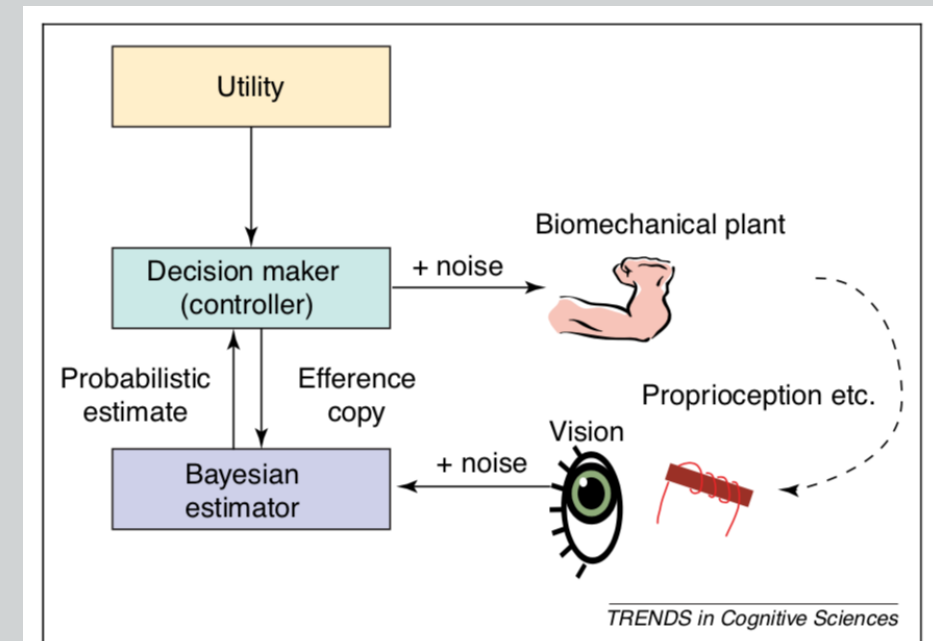 Utility
Biomechanical plant
Decision maker
(controller)
+ noise
Probabilistic
estimate
Efference
copy
Proprioception etc.
Vision
Bayesian
estimator
+ noise
TRENDS in Cognitive Sciences